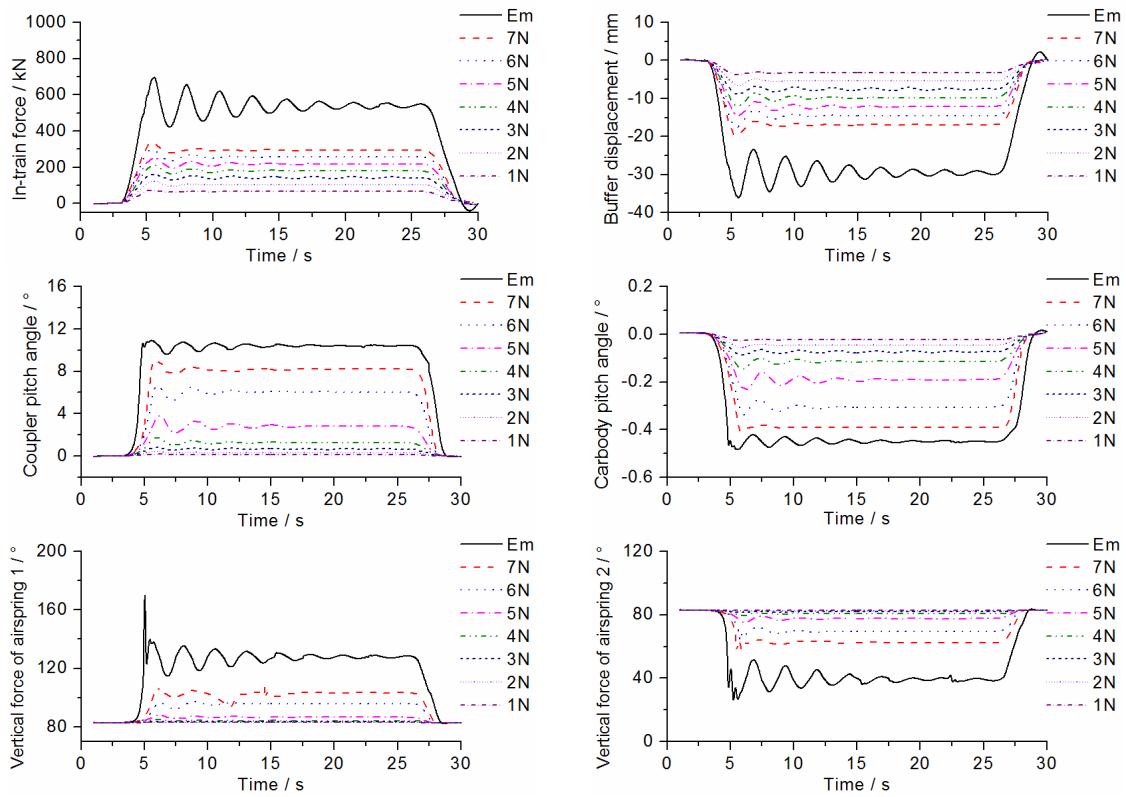 In-train force / kN
1000
800
600
400
200
0
0 5 10 15 20 25 30
Time / s
Em
7N
6N
5N
4N
3N
2N
1N
Buffer displacement / mm
0
-10
-20
-30
-40
0 5 10 15 20 25 30
Time / s
Em
7N
6N
5N
4N
3N
2N
1N
Coupler pitch angle / °
16
12
8
4
0
0 5 10 15 20 25 30
Time / s
Em
7N
6N
5N
4N
3N
2N
1N
Carbody pitch angle / °
0.2
0.0
-0.2
-0.4
-0.6
0 5 10 15 20 25 30
Time / s
Em
7N
6N
5N
4N
3N
2N
1N
Vertical force of airspring 1 / °
200
160
120
80
0 5 10 15 20 25 30
Time / s
Em
7N
6N
5N
4N
3N
2N
1N
Vertical force of airspring 2 / °
120
80
40
0
0 5 10 15 20 25 30
Time / s
Em
7N
6N
5N
4N
3N
2N
1N